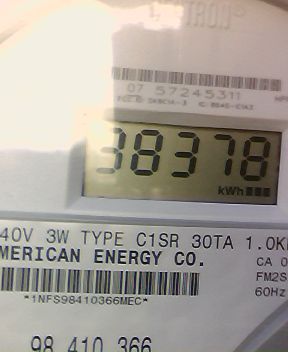 TRON
07 57245311
38378
kWh
40V 3W TYPE C1SR 30TA 1.0K
MERICAN ENERGY CO.
CA 0
FM2S
*1NFS98410366MEC*
60Hz
98 410 366